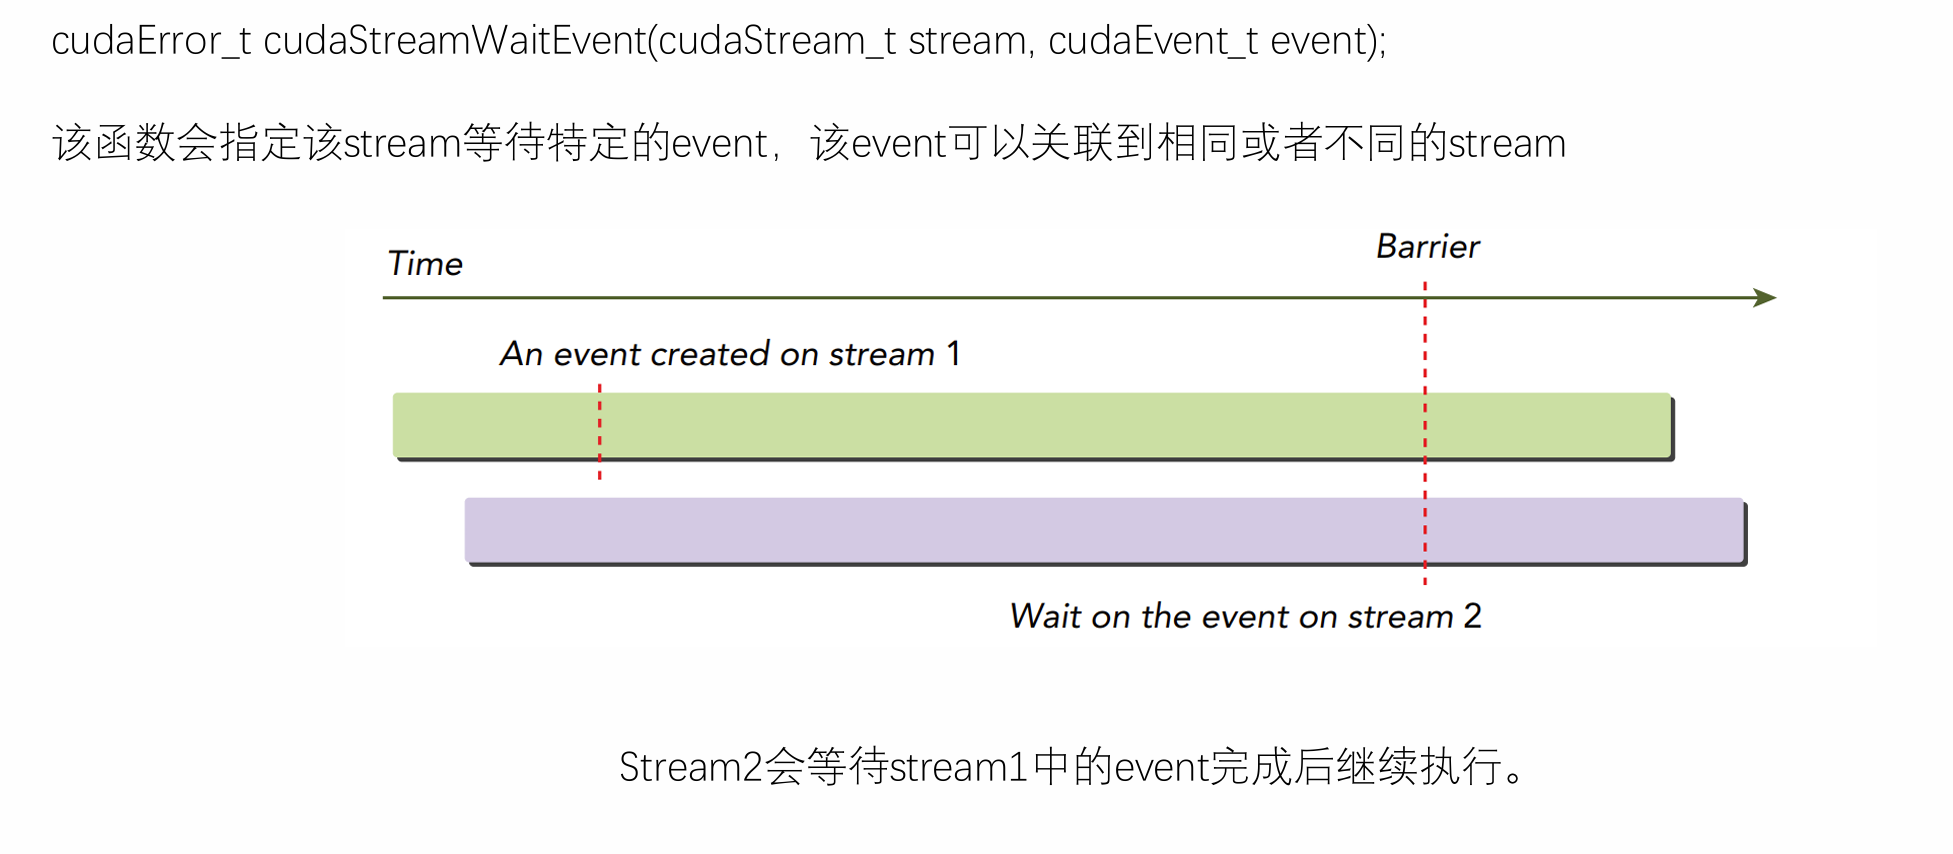 cudaError_t cudaStreamWaitEvent(cudaStream_t stream, cudaEvent_t event);
该函数会指定该stream等待特定的event，该event可以关联到相同或者不同的stream
Barrier
Time
An event created on stream 1
Wait on the event on stream 2
Stream2会等待stream1中的event完成后继续执行。